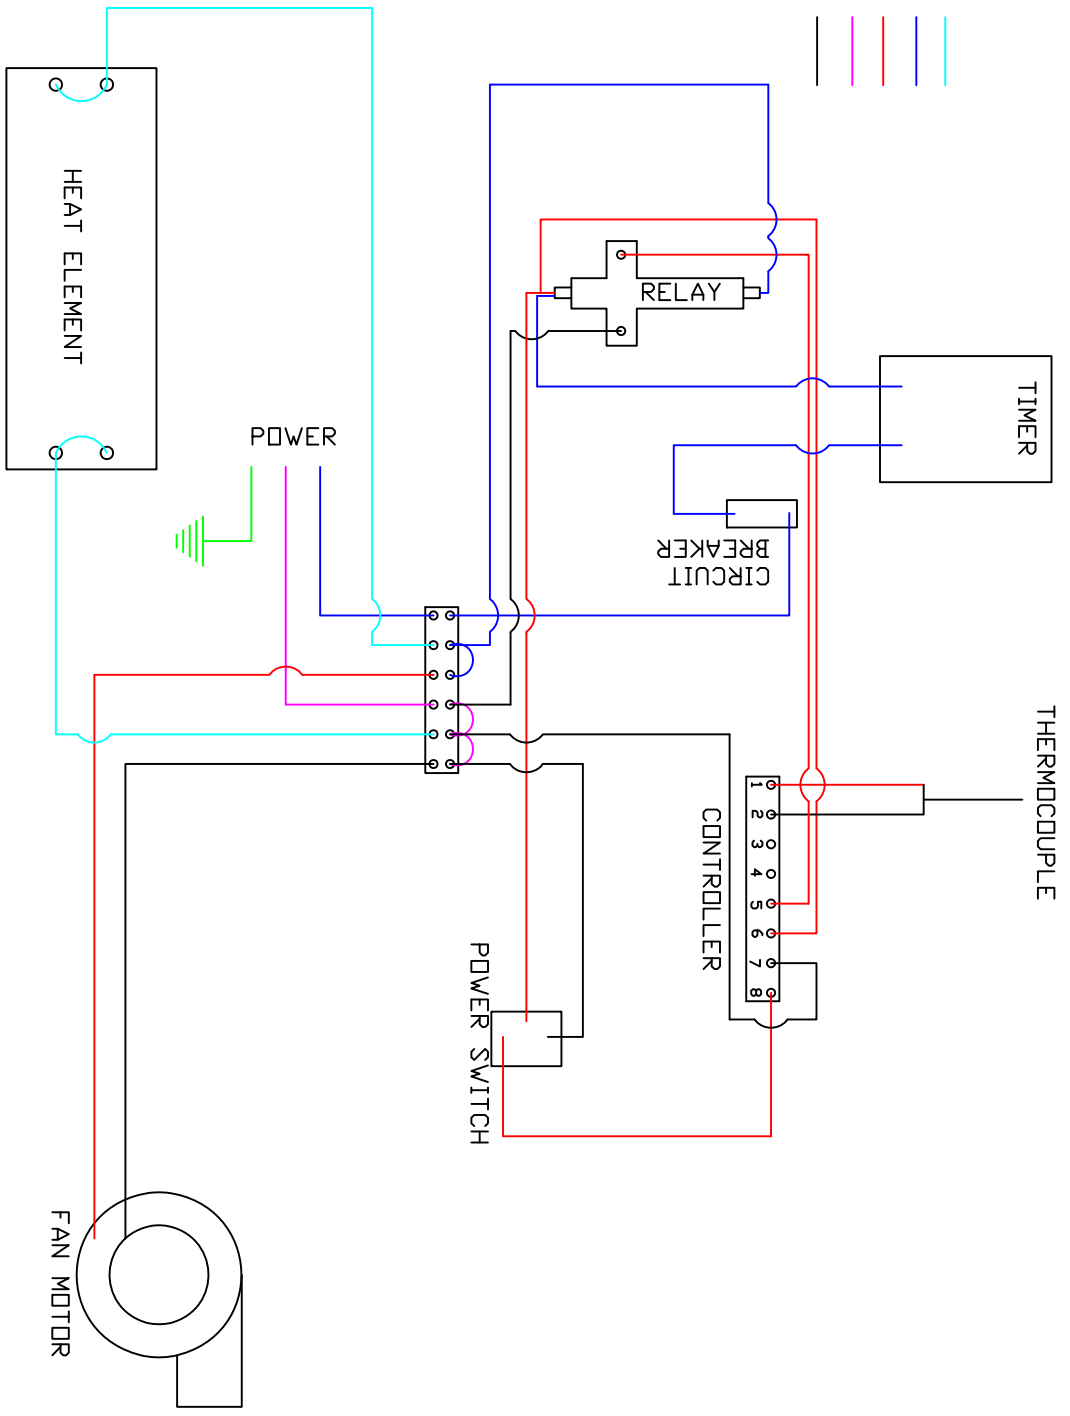 HEAT ELEMENT
POWER
RELAY
TIMER
CIRCUIT
BREAKER
THERMOCOUPLE
CONTROLLER
1
2
3
4
5
6
7
8
POWER SWITCH
FAN MOTOR